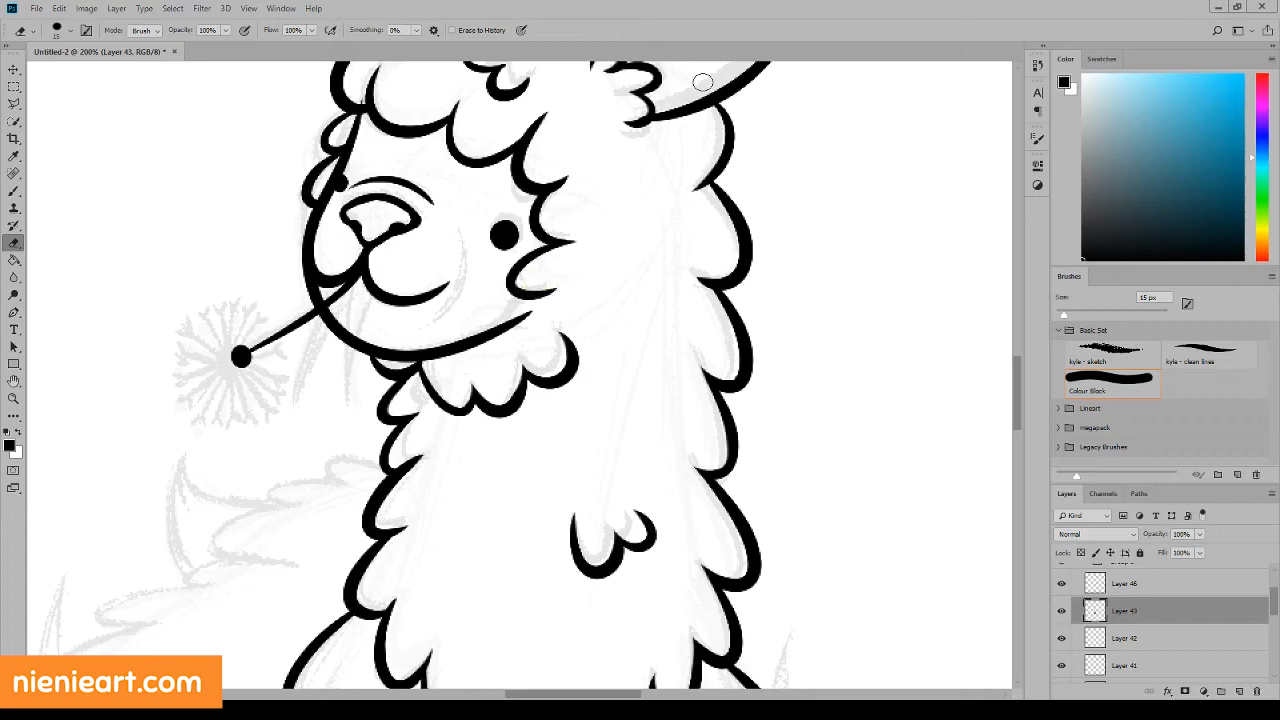 Ps File Edit Image Layer Type Select Filter 3D View Window Help
15 Mode: Brush Opacity: 100% Flow: 100% Smoothing: 0% Erase to History
Untitled-2 @ 200% (Layer 43, RGB/8) * ×
Color Swatches
Brushes
Size: 15 px
Basic Set
kyle - sketch kyle - clean lines
Colour Block
Lineart
megapack
Legacy Brushes
Layers Channels Paths
Kind
Normal Opacity: 100%
Lock: Fill: 100%
Layer 46
Layer 43
Layer 42
Layer 41
nienieart.com